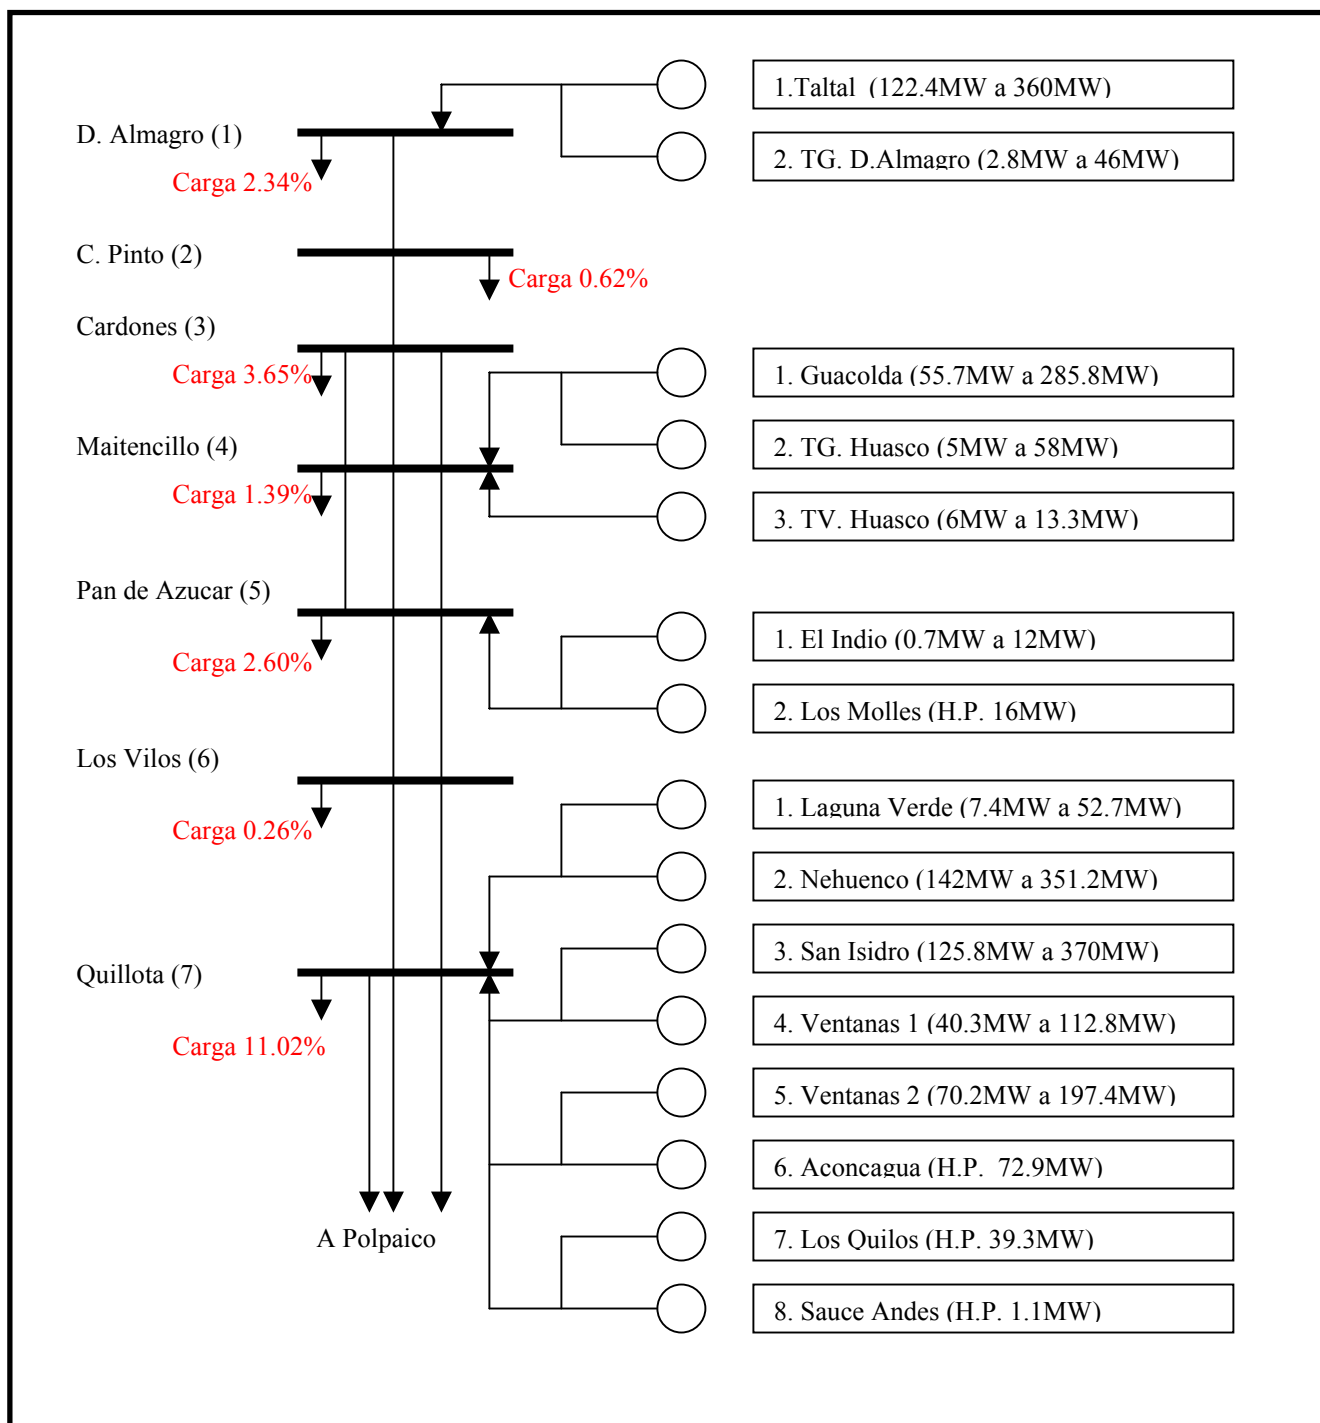 1.Taltal (122.4MW a 360MW)
D. Almagro (1)
2. TG. D.Almagro (2.8MW a 46MW)
Carga 2.34%
C. Pinto (2)
Carga 0.62%
Cardones (3)
Carga 3.65%
1. Guacolda (55.7MW a 285.8MW)
Maitencillo (4)
2. TG. Huasco (5MW a 58MW)
Carga 1.39%
3. TV. Huasco (6MW a 13.3MW)
Pan de Azucar (5)
1. El Indio (0.7MW a 12MW)
Carga 2.60%
2. Los Molles (H.P. 16MW)
Los Vilos (6)
1. Laguna Verde (7.4MW a 52.7MW)
Carga 0.26%
2. Nehuenco (142MW a 351.2MW)
3. San Isidro (125.8MW a 370MW)
Quillota (7)
4. Ventanas 1 (40.3MW a 112.8MW)
Carga 11.02%
5. Ventanas 2 (70.2MW a 197.4MW)
6. Aconcagua (H.P. 72.9MW)
A Polpaico
7. Los Quilos (H.P. 39.3MW)
8. Sauce Andes (H.P. 1.1MW)